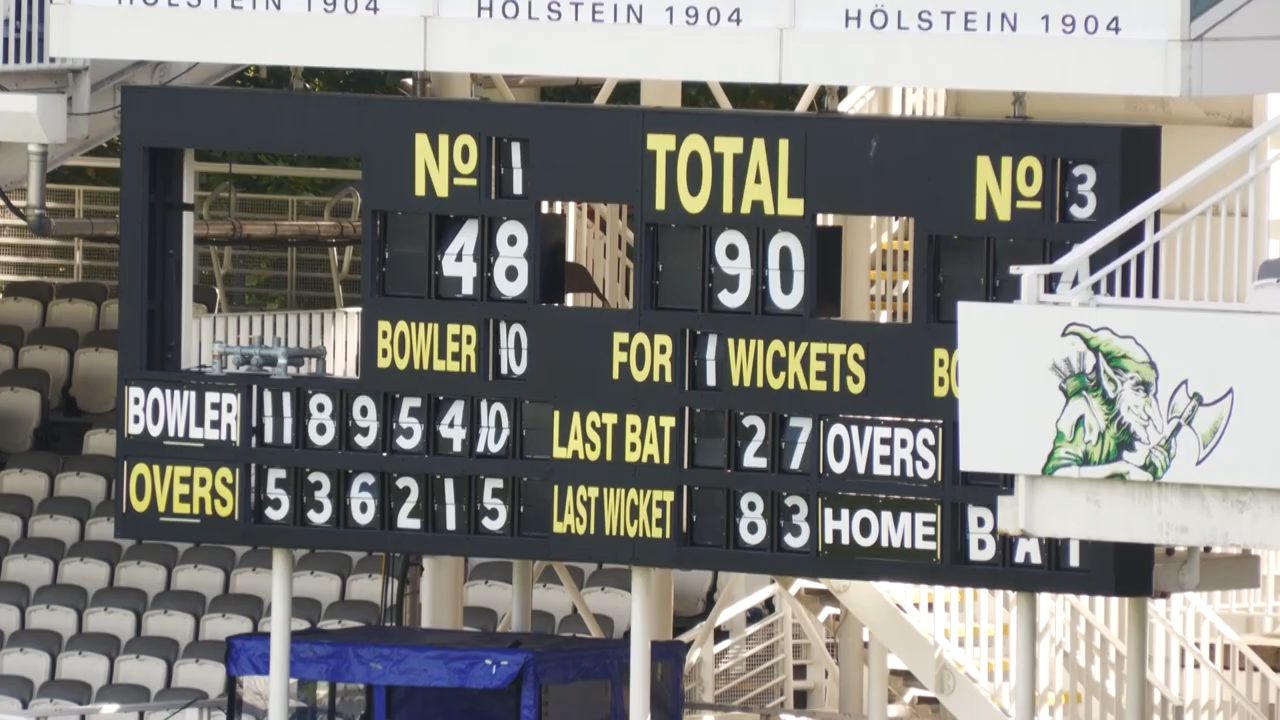 HÖLSTEIN 1904 HÖLSTEIN 1904 HÖLSTEIN 1904
Nº 1 TOTAL Nº 3
48 90
BOWLER 10 FOR 1 WICKETS
BOWLER 11 8 9 5 4 10 LAST BAT 27 OVERS
OVERS 5 3 6 2 1 5 LAST WICKET 83 HOME BAT